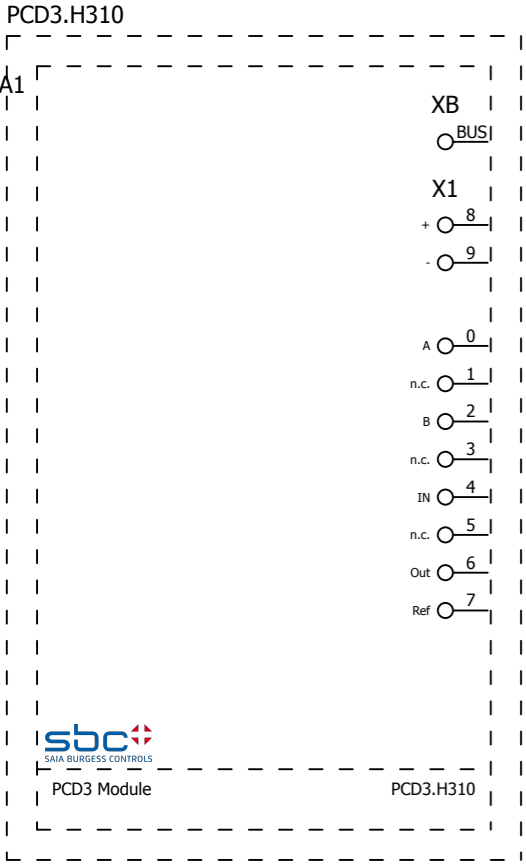 PCD3.H310
A1
XB
BUS
X1
+ 8
- 9
A 0
n.c. 1
B 2
n.c. 3
IN 4
n.c. 5
Out 6
Ref 7
sbc
SAIA BURGESS CONTROLS
PCD3 Module PCD3.H310